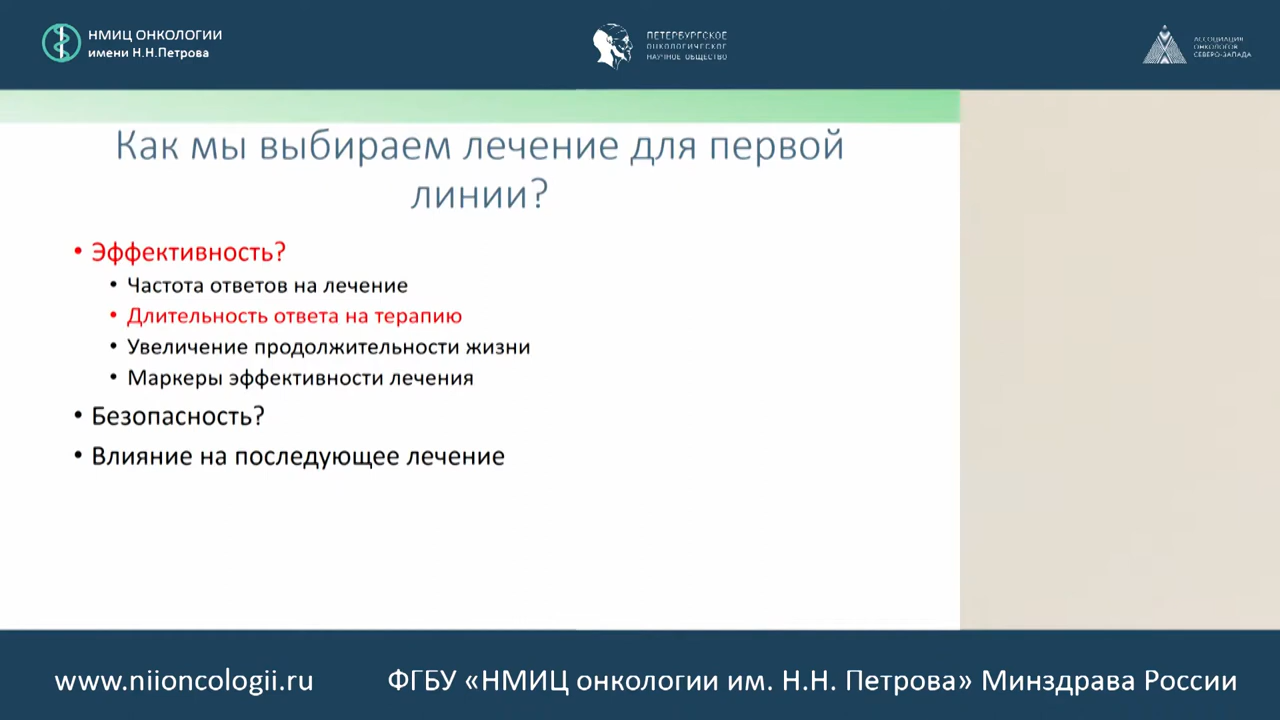 НМИЦ ОНКОЛОГИИ
имени Н.Н.Петрова
ПЕТЕРБУРГСКОЕ
ОНКОЛОГИЧЕСКОЕ
НАУЧНОЕ ОБЩЕСТВО
АССОЦИАЦИЯ
ОНКОЛОГОВ
СЕВЕРО-ЗАПАДА
Как мы выбираем лечение для первой
линии?
• Эффективность?
• Частота ответов на лечение
• Длительность ответа на терапию
• Увеличение продолжительности жизни
• Маркеры эффективности лечения
• Безопасность?
• Влияние на последующее лечение
www.niioncologii.ru
ФГБУ «НМИЦ онкологии им. Н.Н. Петрова» Минздрава России